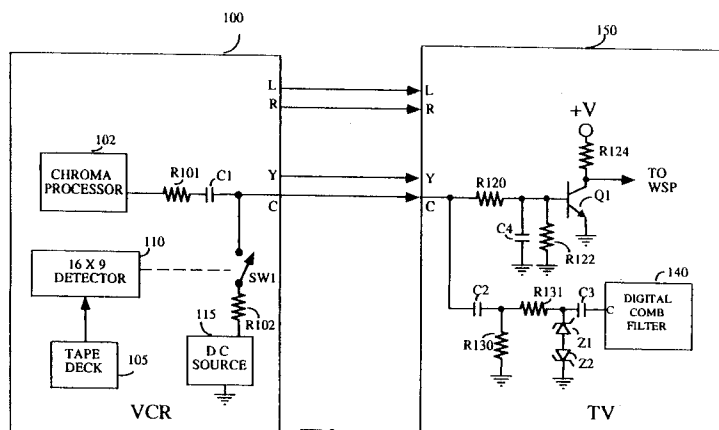 100
150
L
L
R
R
+V
102
R124
CHROMA
PROCESSOR
R101
C1
Y
Y
R120
TO
WSP
C
C
Q1
C4
R122
110
16 X 9
DETECTOR
SW1
140
C2
R131
C3
C
DIGITAL
COMB
FILTER
115
R102
R130
Z1
Z2
TAPE
DECK
105
D C
SOURCE
VCR
TV